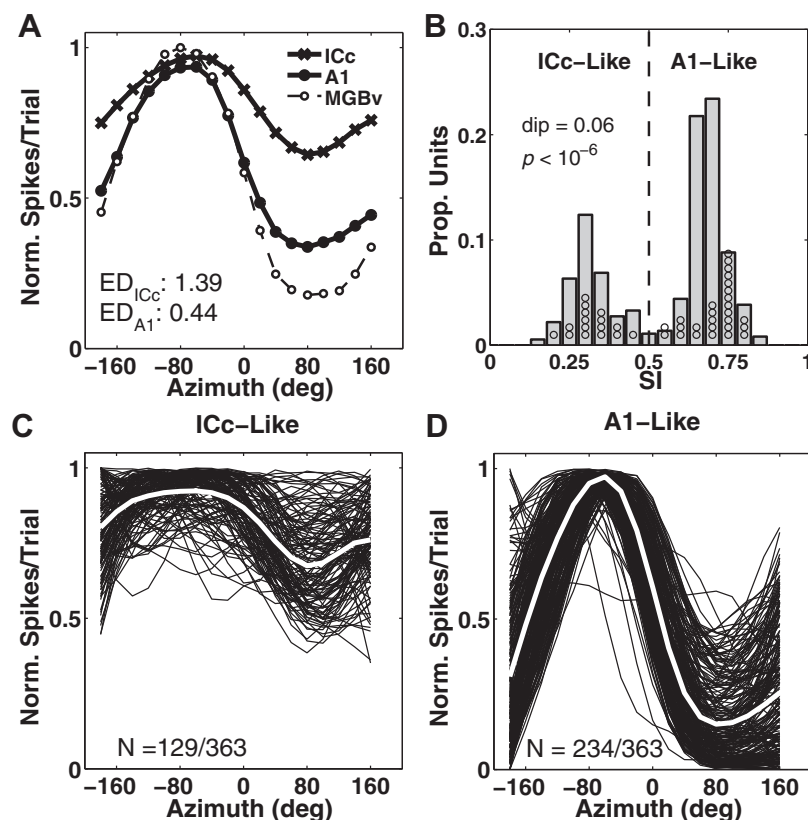 A
ICc
A1
MGBv
Norm. Spikes/Trial
1
0.5
0
ED_ICc: 1.39
ED_A1: 0.44
−160 −80 0 80 160
Azimuth (deg)
B
ICc−Like A1−Like
dip = 0.06
p < 10^−6
Prop. Units
0.3
0.2
0.1
0
0 0.25 0.5 0.75 1
SI
C
ICc−Like
Norm. Spikes/Trial
1
0.5
0
N =129/363
−160 −80 0 80 160
Azimuth (deg)
D
A1−Like
Norm. Spikes/Trial
1
0.5
0
N = 234/363
−160 −80 0 80 160
Azimuth (deg)